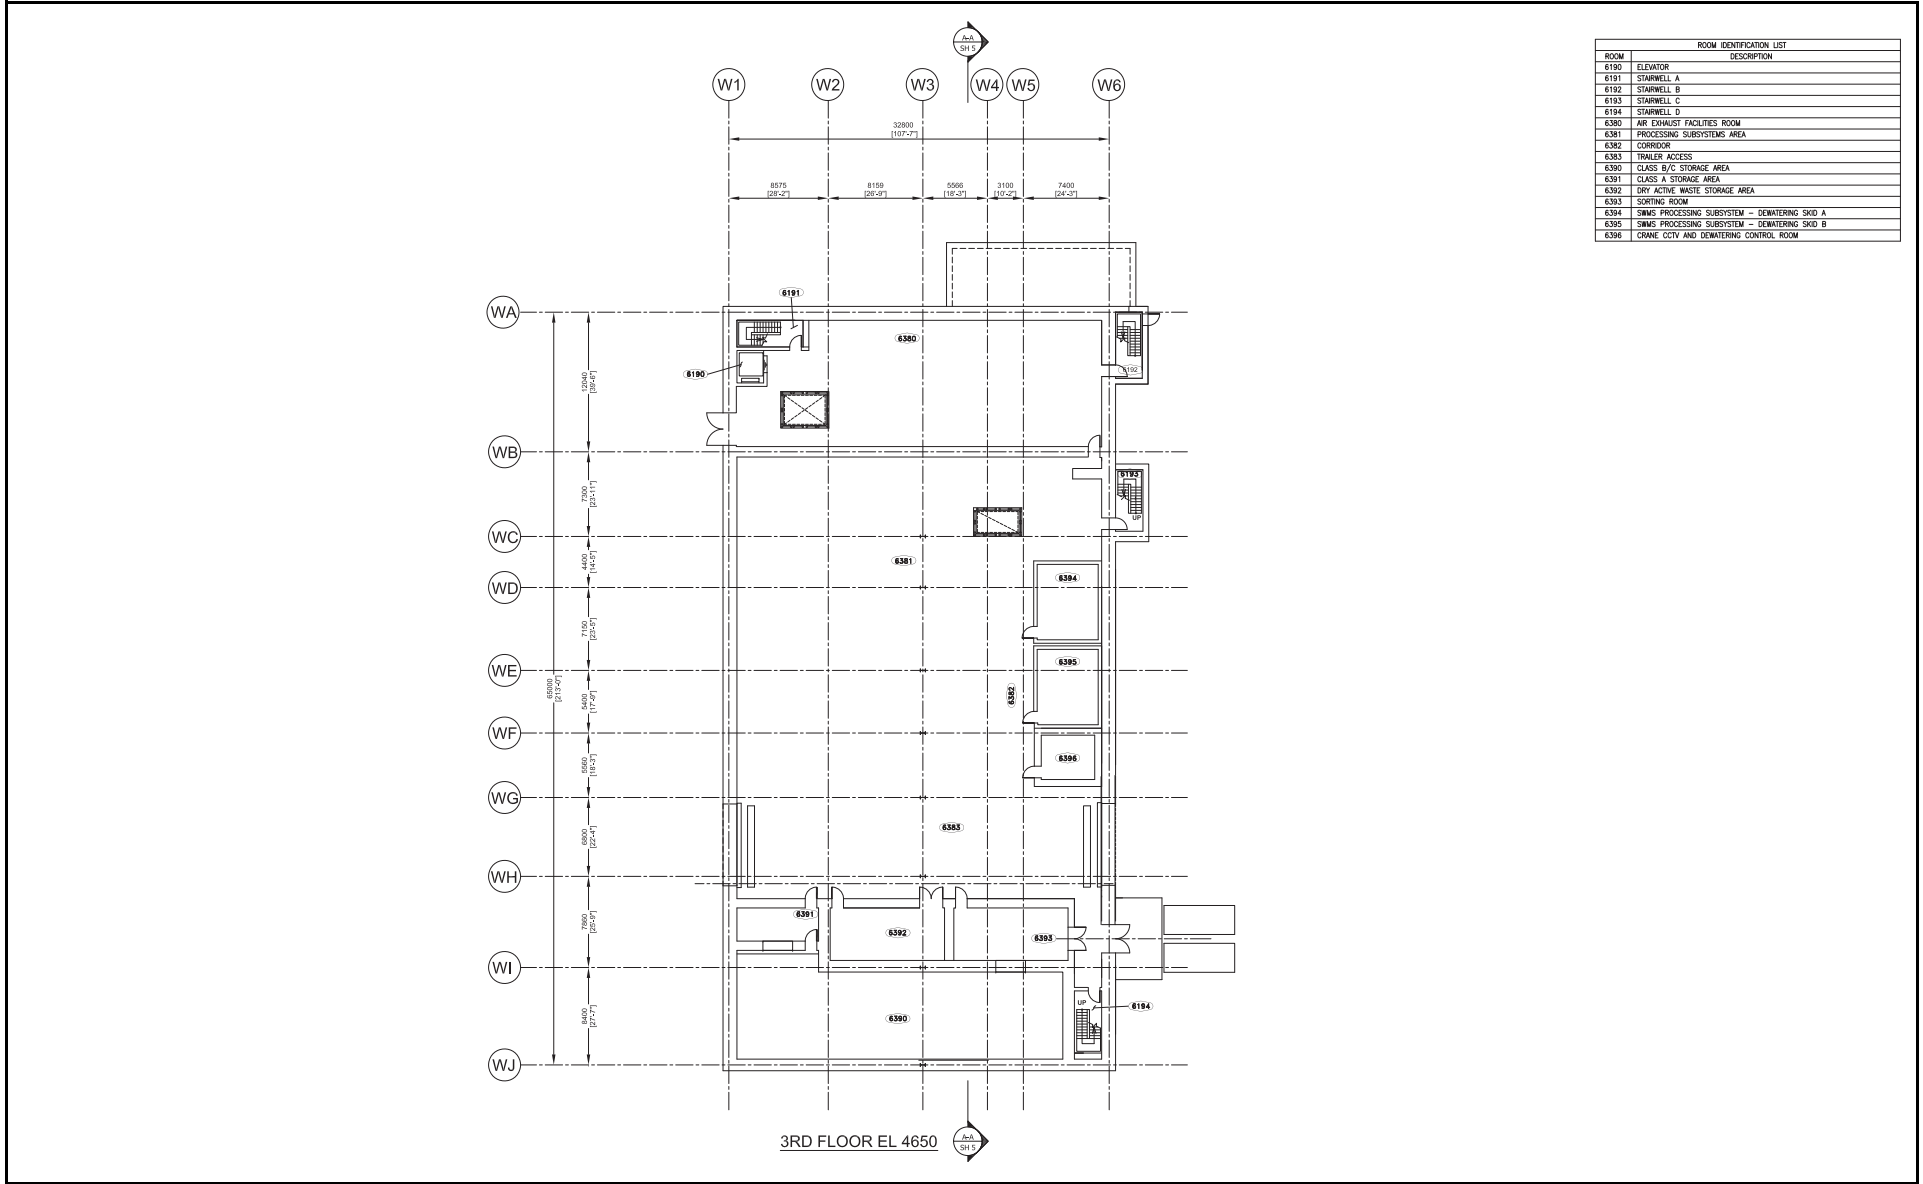 A-A
SH 5
W1 W2 W3 W4 W5 W6
32800
[107'-7"]
8575 8159 5566 3100 7400
[28'-2"] [26'-9"] [18'-3"] [10'-2"] [24'-3"]
ROOM IDENTIFICATION LIST
ROOM DESCRIPTION
6190 ELEVATOR
6191 STAIRWELL A
6192 STAIRWELL B
6193 STAIRWELL C
6194 STAIRWELL D
6380 AIR EXHAUST FACILITIES ROOM
6381 PROCESSING SUBSYSTEMS AREA
6382 CORRIDOR
6383 TRAILER ACCESS
6390 CLASS B/C STORAGE AREA
6391 CLASS A STORAGE AREA
6392 DRY ACTIVE WASTE STORAGE AREA
6393 SORTING ROOM
6394 SWMS PROCESSING SUBSYSTEM - DEWATERING SKID A
6395 SWMS PROCESSING SUBSYSTEM - DEWATERING SKID B
6396 CRANE CCTV AND DEWATERING CONTROL ROOM
6191
WA
6380
6190
6192
12040
[39'-6"]
WB
6193
7300
[23'-11"]
UP
WC
4400
[14'-5"]
6381
6394
WD
7150
[23'-5"]
6395
WE
65000
[213'-0"]
5400
[17'-9"]
6382
WF
5560
[18'-3"]
6396
WG
6800
[22'-4"]
6383
WH
7860
[25'-9"]
6391
6392
6393
WI
8400
[27'-7"]
UP
6194
6390
WJ
3RD FLOOR EL 4650
A-A
SH 5